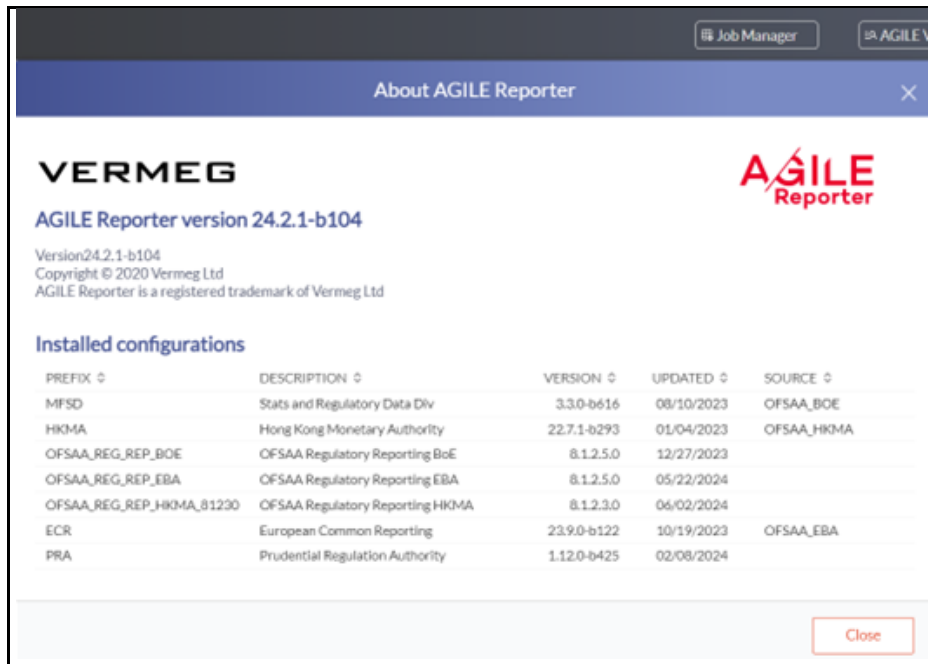 Job Manager AGILE V
About AGILE Reporter
VERMEG
AGILE
Reporter
AGILE Reporter version 24.2.1-b104
Version24.2.1-b104
Copyright © 2020 Vermeg Ltd
AGILE Reporter is a registered trademark of Vermeg Ltd
Installed configurations
PREFIX DESCRIPTION VERSION UPDATED SOURCE
MFSD Stats and Regulatory Data Div 3.3.0-b616 08/10/2023 OFSAA_BOE
HKMA Hong Kong Monetary Authority 22.7.1-b293 01/04/2023 OFSAA_HKMA
OFSAA_REG_REP_BOE OFSAA Regulatory Reporting BoE 8.1.2.5.0 12/27/2023
OFSAA_REG_REP_EBA OFSAA Regulatory Reporting EBA 8.1.2.5.0 05/22/2024
OFSAA_REG_REP_HKMA_81230 OFSAA Regulatory Reporting HKMA 8.1.2.3.0 06/02/2024
ECR European Common Reporting 23.9.0-b122 10/19/2023 OFSAA_EBA
PRA Prudential Regulation Authority 1.12.0-b425 02/08/2024
Close